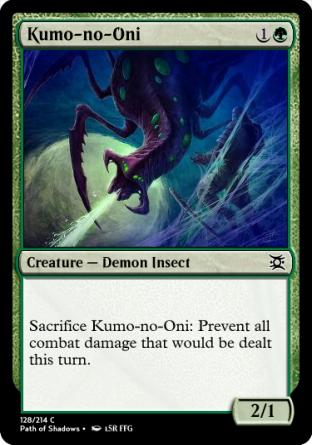 Kumo-no-Oni 1
Creature — Demon Insect
Sacrifice Kumo-no-Oni: Prevent all
combat damage that would be dealt
this turn.
2/1
128/214 C
Path of Shadows • 1SR FFG